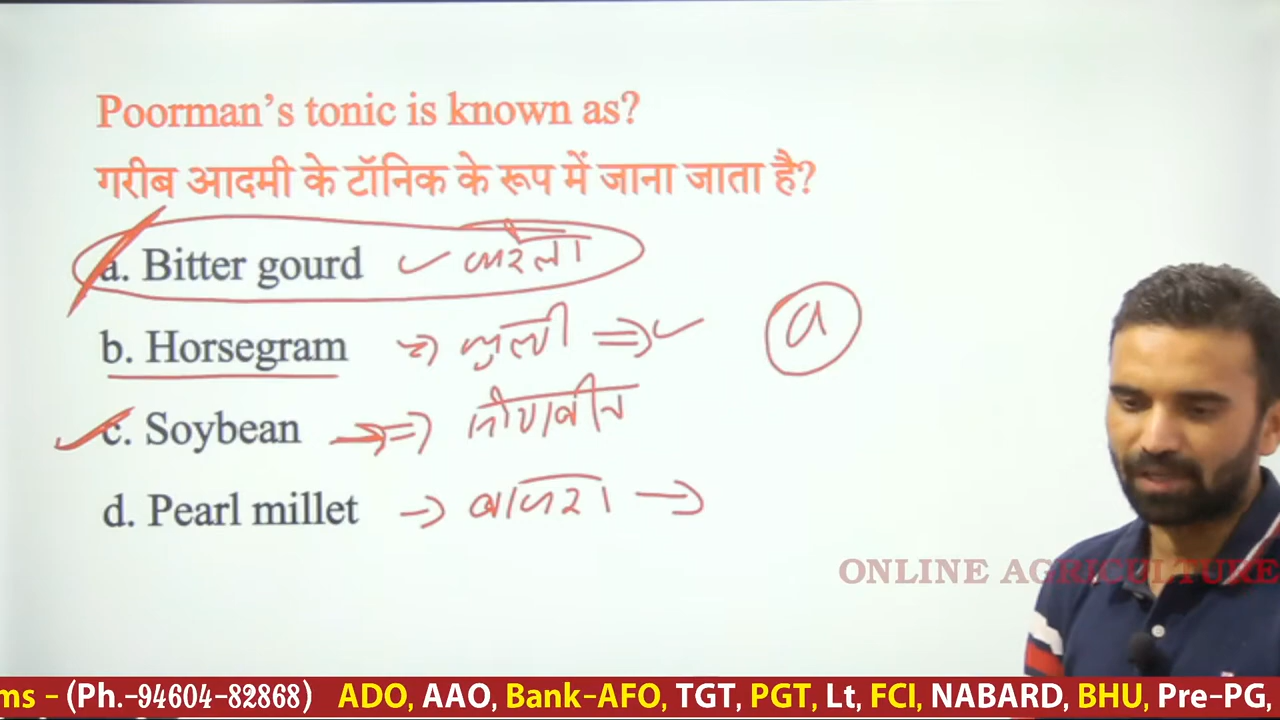 Poorman's tonic is known as?
गरीब आदमी के टॉनिक के रूप में जाना जाता है?
a. Bitter gourd ✓ करेला
b. Horsegram → कुल्थी ⇒ ✓ a
c. Soybean ⇒ सोयाबीन
d. Pearl millet → बाजरा →
ONLINE AGRICULTURE
ms - (Ph.-94604-82868) ADO, AAO, Bank-AFO, TGT, PGT, Lt, FCI, NABARD, BHU, Pre-PG,